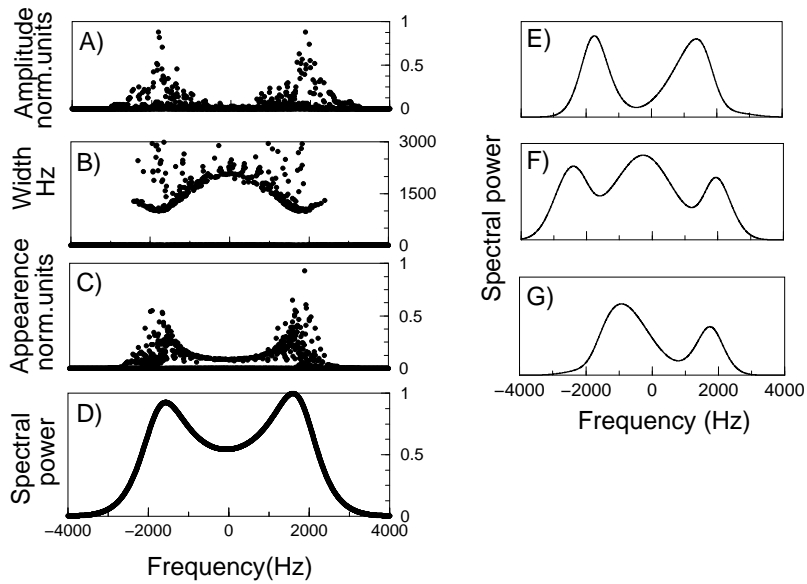 A)
Amplitude
norm.units
1
0.5
0
B)
Width
Hz
3000
1500
0
C)
Appearence
norm.units
1
0.5
0
D)
Spectral
power
1
0.5
0
−4000 −2000 0 2000 4000
Frequency(Hz)
E)
F)
G)
Spectral power
−4000 −2000 0 2000 4000
Frequency (Hz)